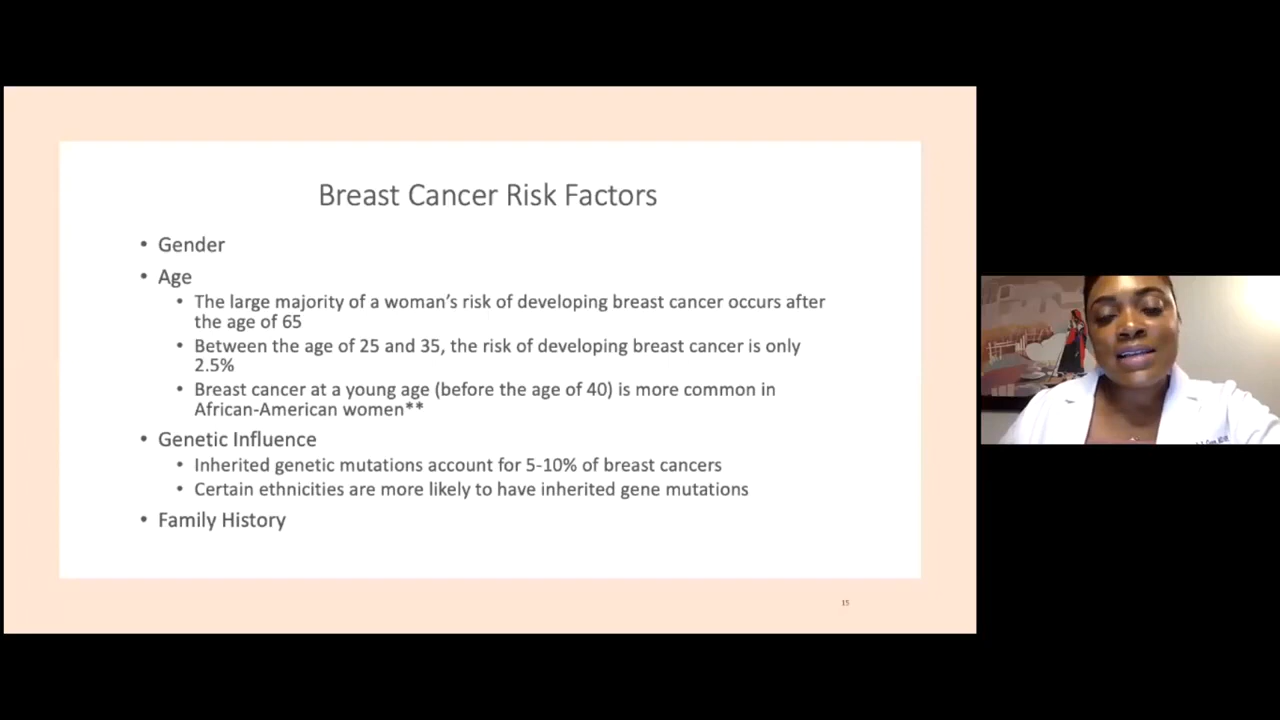 Breast Cancer Risk Factors
• Gender
• Age
• The large majority of a woman's risk of developing breast cancer occurs after
the age of 65
• Between the age of 25 and 35, the risk of developing breast cancer is only
2.5%
• Breast cancer at a young age (before the age of 40) is more common in
African-American women**
• Genetic Influence
• Inherited genetic mutations account for 5-10% of breast cancers
• Certain ethnicities are more likely to have inherited gene mutations
• Family History
15